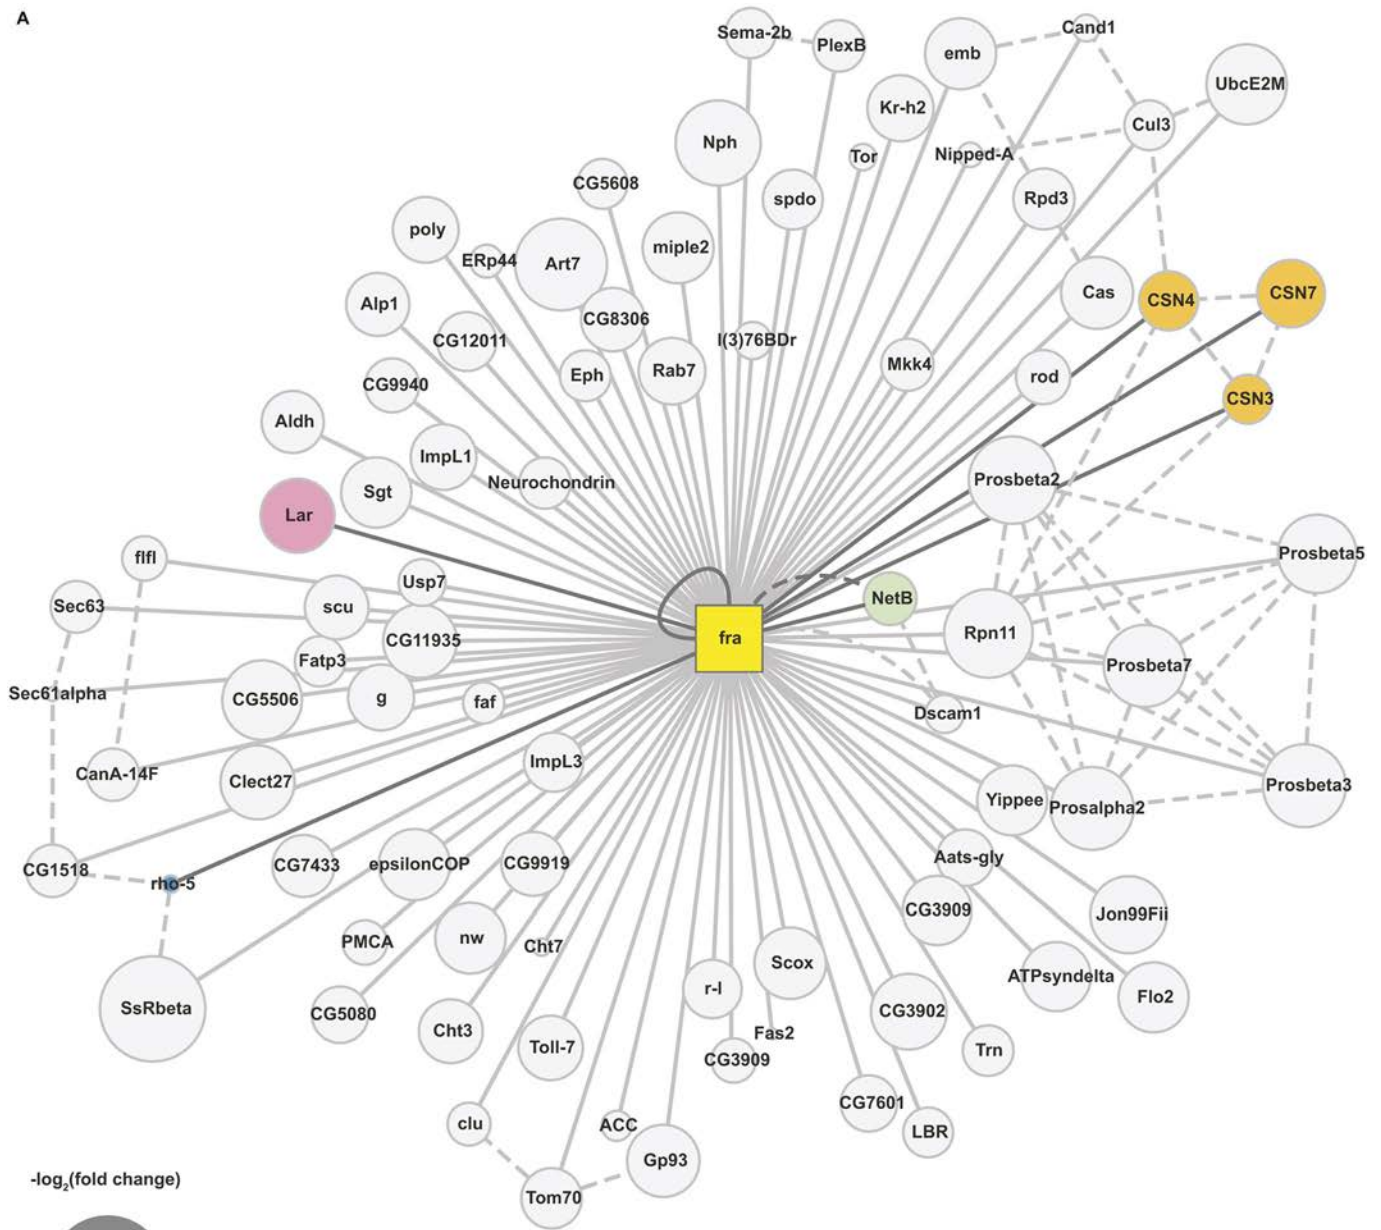 A
Sema-2b
PlexB
emb
Cand1
UbcE2M
Kr-h2
Cul3
Nph
Tor
Nipped-A
CG5608
spdo
Rpd3
poly
miple2
ERp44
Art7
Cas
CSN4
CSN7
Alp1
CG8306
CG12011
l(3)76BDr
Mkk4
rod
CG9940
Eph
Rab7
CSN3
Aldh
ImpL1
Neurochondrin
Sgt
Prosbeta2
Lar
flfl
Prosbeta5
Usp7
Sec63
scu
NetB
CG11935
fra
Rpn11
Fatp3
Prosbeta7
Sec61alpha
CG5506
g
faf
Dscam1
CanA-14F
Clect27
ImpL3
Yippee
Prosalpha2
Prosbeta3
CG1518
rho-5
CG7433
epsilonCOP
CG9919
Aats-gly
CG3909
Jon99Fii
PMCA
nw
Cht7
Scox
ATPsyndelta
SsRbeta
CG5080
r-l
CG3902
Flo2
Cht3
Toll-7
Fas2
CG3909
Trn
clu
ACC
CG7601
LBR
Gp93
Tom70
-log2(fold change)